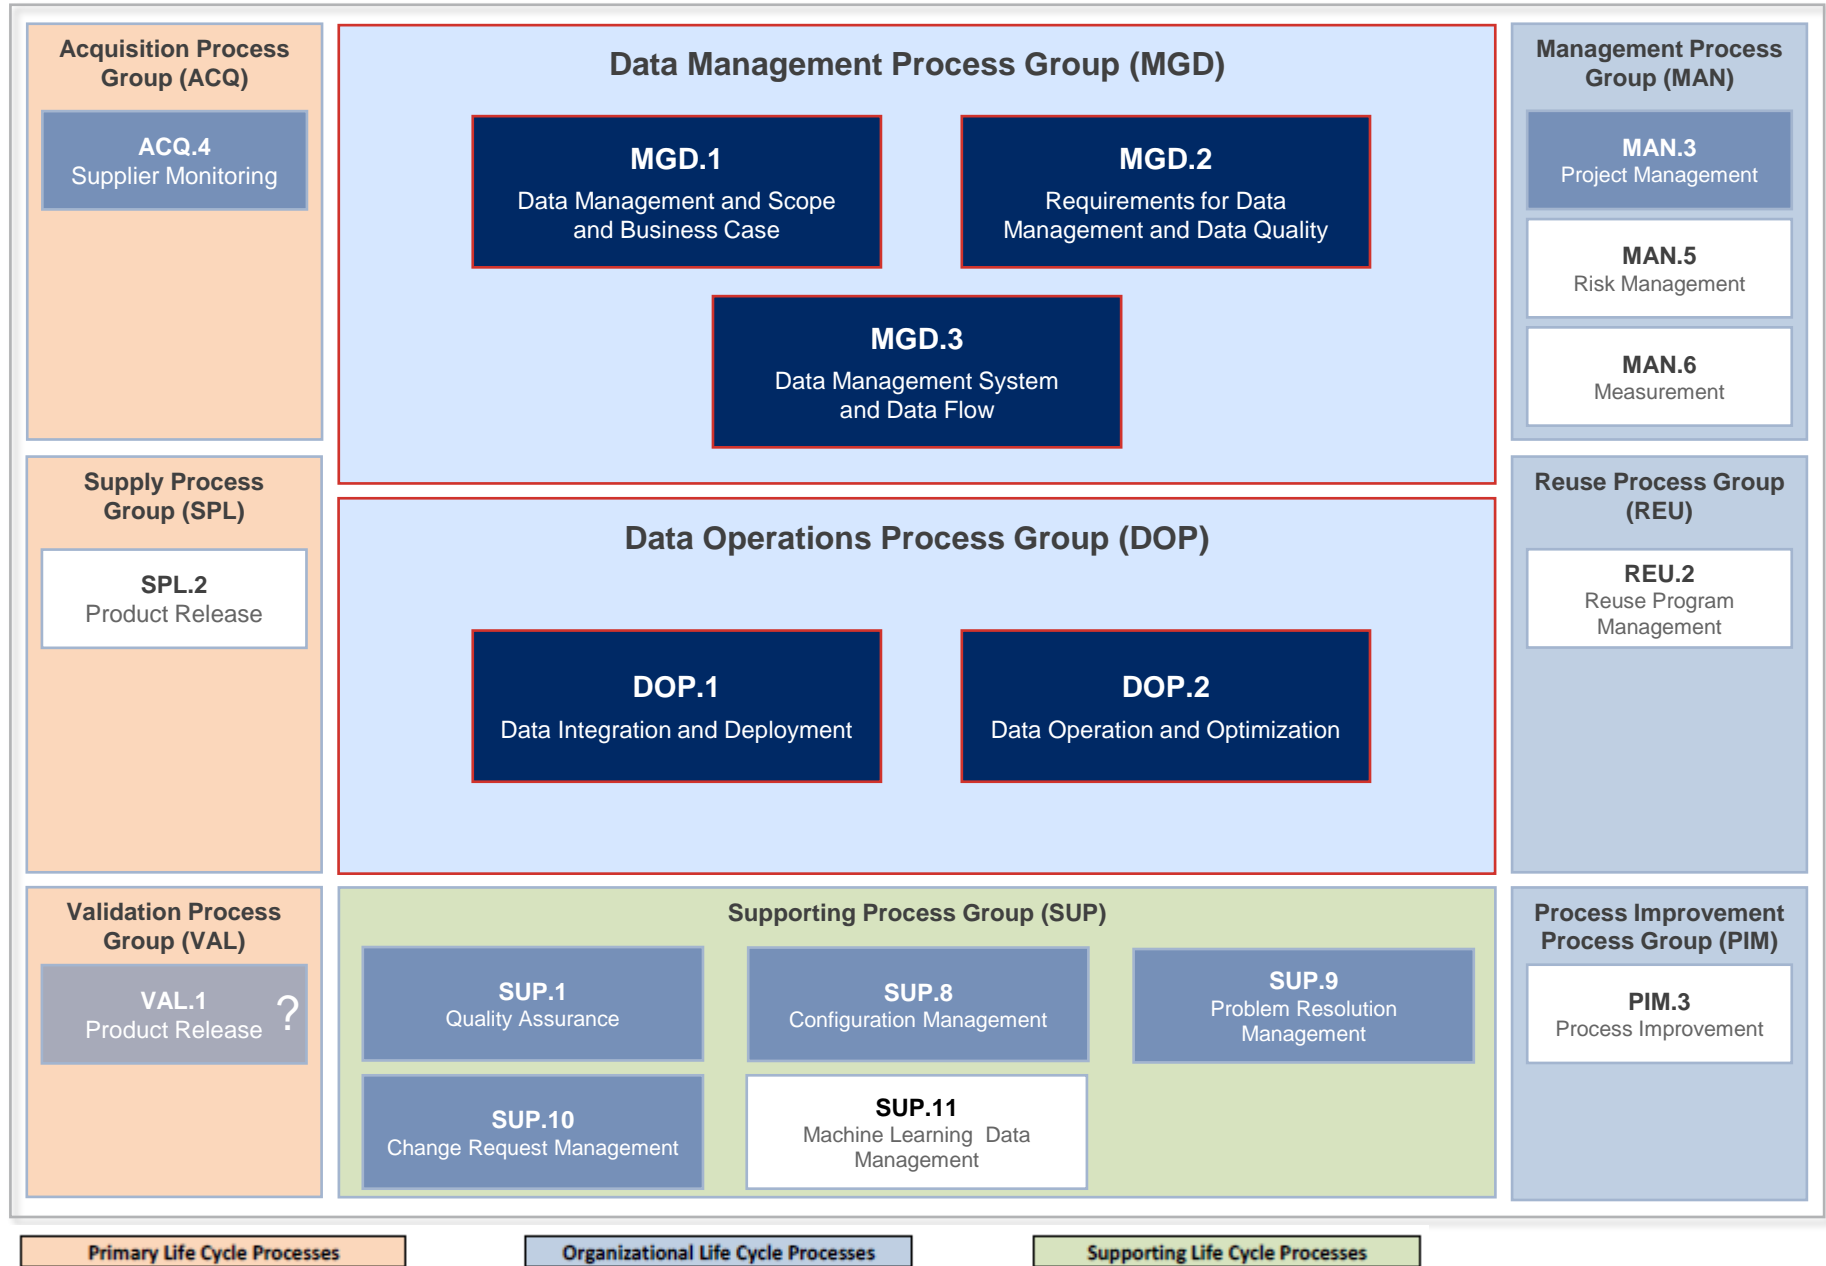 Acquisition Process
Group (ACQ)
ACQ.4
Supplier Monitoring
Supply Process
Group (SPL)
SPL.2
Product Release
Validation Process
Group (VAL)
VAL.1
Product Release
?
Data Management Process Group (MGD)
MGD.1
Data Management and Scope
and Business Case
MGD.2
Requirements for Data
Management and Data Quality
MGD.3
Data Management System
and Data Flow
Data Operations Process Group (DOP)
DOP.1
Data Integration and Deployment
DOP.2
Data Operation and Optimization
Supporting Process Group (SUP)
SUP.1
Quality Assurance
SUP.8
Configuration Management
SUP.9
Problem Resolution
Management
SUP.10
Change Request Management
SUP.11
Machine Learning Data
Management
Management Process
Group (MAN)
MAN.3
Project Management
MAN.5
Risk Management
MAN.6
Measurement
Reuse Process Group
(REU)
REU.2
Reuse Program
Management
Process Improvement
Process Group (PIM)
PIM.3
Process Improvement
Primary Life Cycle Processes
Organizational Life Cycle Processes
Supporting Life Cycle Processes